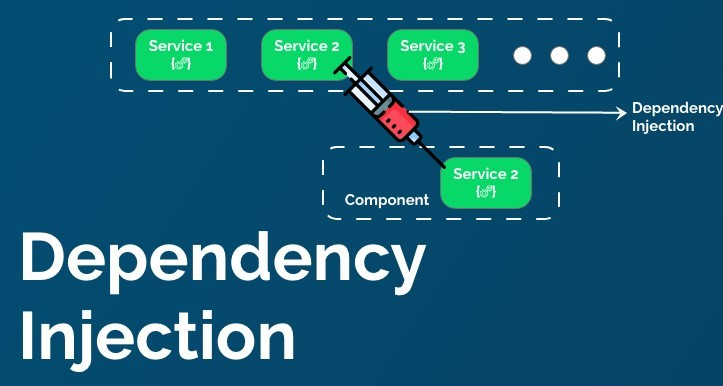 Service 1
Service 2
Service 3
Dependency
Injection
Service 2
Component
Dependency
Injection